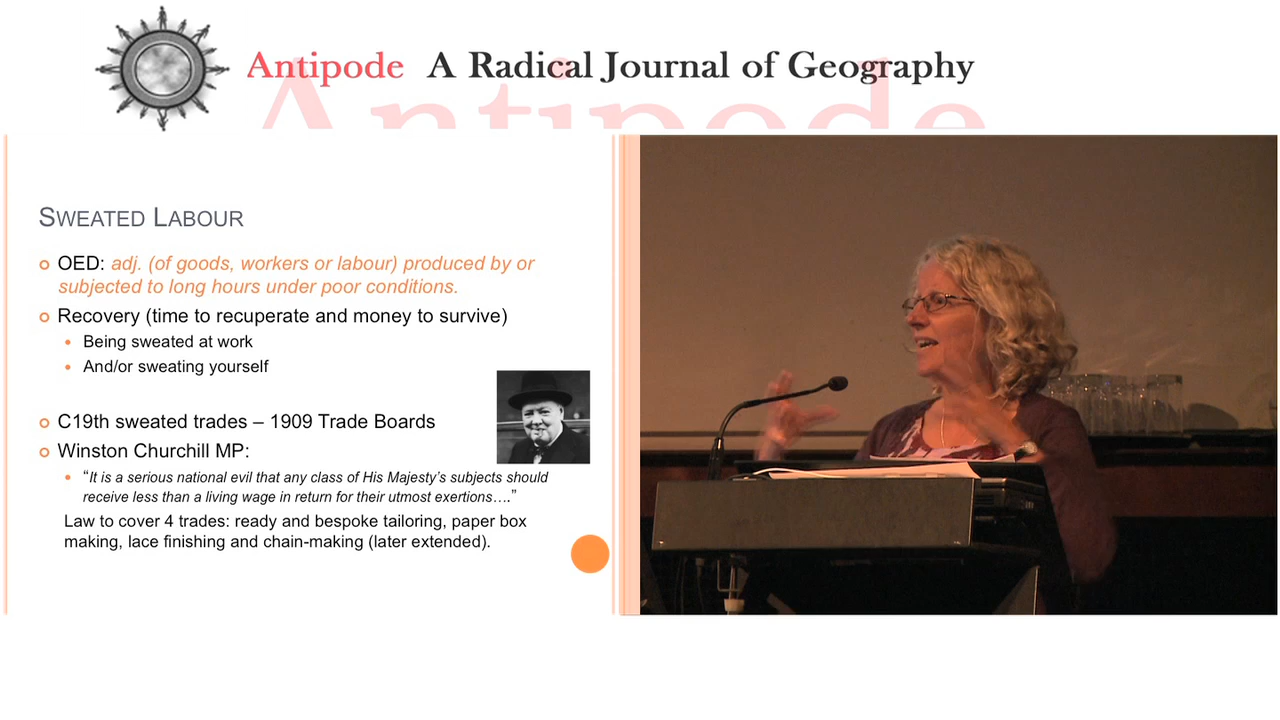 Antipode A Radical Journal of Geography
Antipode
SWEATED LABOUR
OED: adj. (of goods, workers or labour) produced by or
subjected to long hours under poor conditions.
Recovery (time to recuperate and money to survive)
Being sweated at work
And/or sweating yourself
C19th sweated trades – 1909 Trade Boards
Winston Churchill MP:
“It is a serious national evil that any class of His Majesty’s subjects should
receive less than a living wage in return for their utmost exertions….”
Law to cover 4 trades: ready and bespoke tailoring, paper box
making, lace finishing and chain-making (later extended).